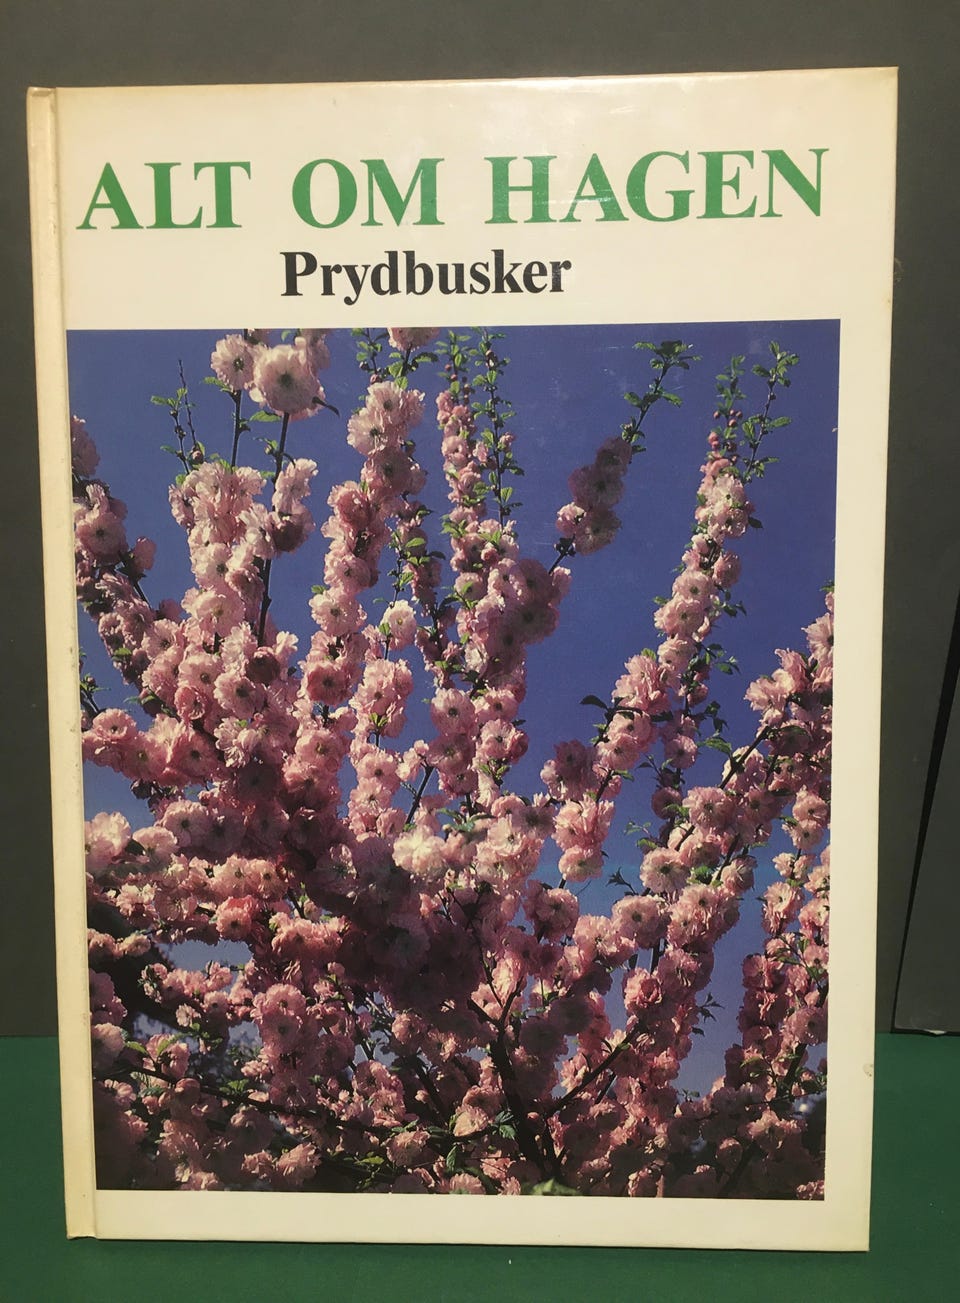 ALT OM HAGEN
Prydbusker